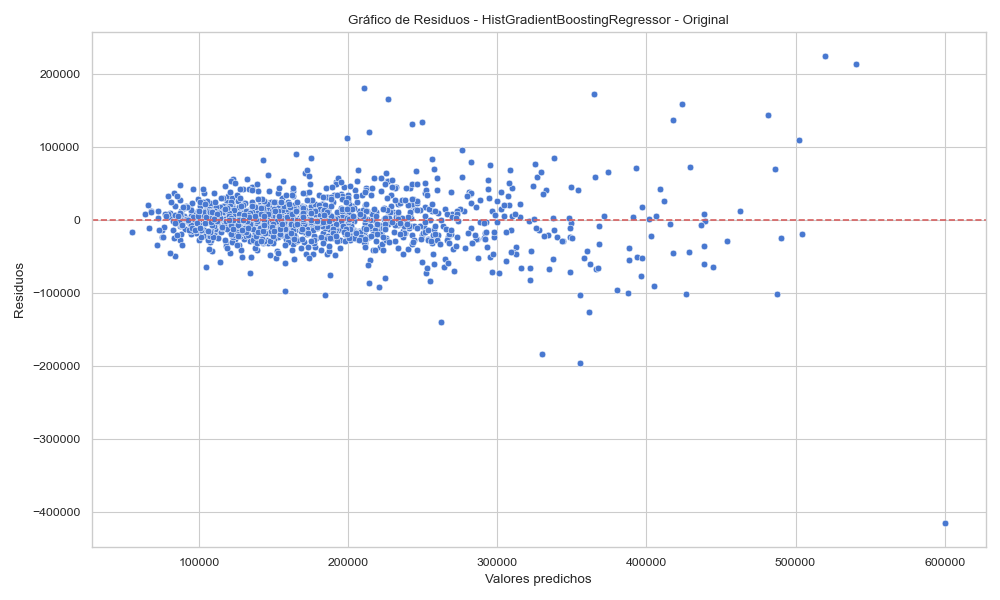 Gráfico de Residuos - HistGradientBoostingRegressor - Original
Residuos
200000
100000
0
−100000
−200000
−300000
−400000
100000 200000 300000 400000 500000 600000
Valores predichos